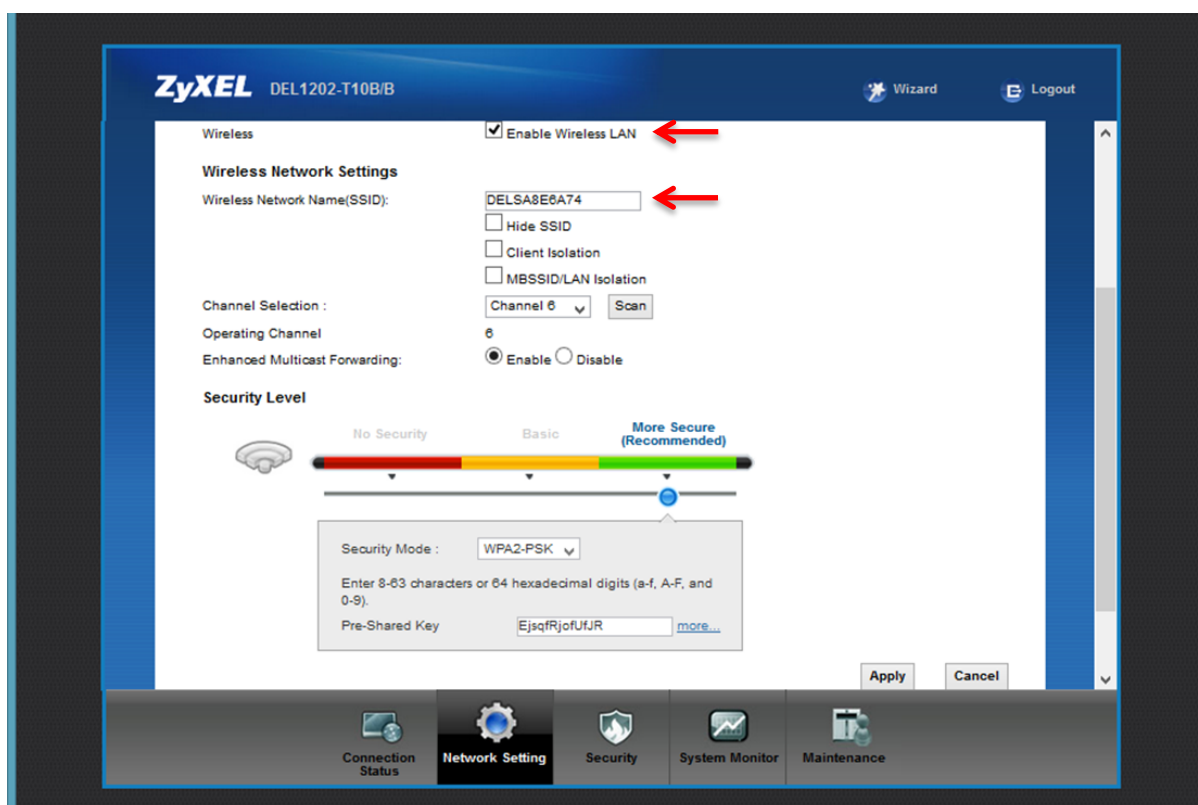 ZyXEL DEL1202-T10B/B Wizard Logout
Wireless Enable Wireless LAN
Wireless Network Settings
Wireless Network Name(SSID): DELSA8E6A74
Hide SSID
Client Isolation
MBSSID/LAN Isolation
Channel Selection : Channel 6 Scan
Operating Channel 6
Enhanced Multicast Forwarding: Enable Disable
Security Level
No Security Basic More Secure
(Recommended)
Security Mode : WPA2-PSK
Enter 8-63 characters or 64 hexadecimal digits (a-f, A-F, and
0-9).
Pre-Shared Key EjsqfRjofUfJR more...
Apply Cancel
Connection
Status
Network Setting Security System Monitor Maintenance